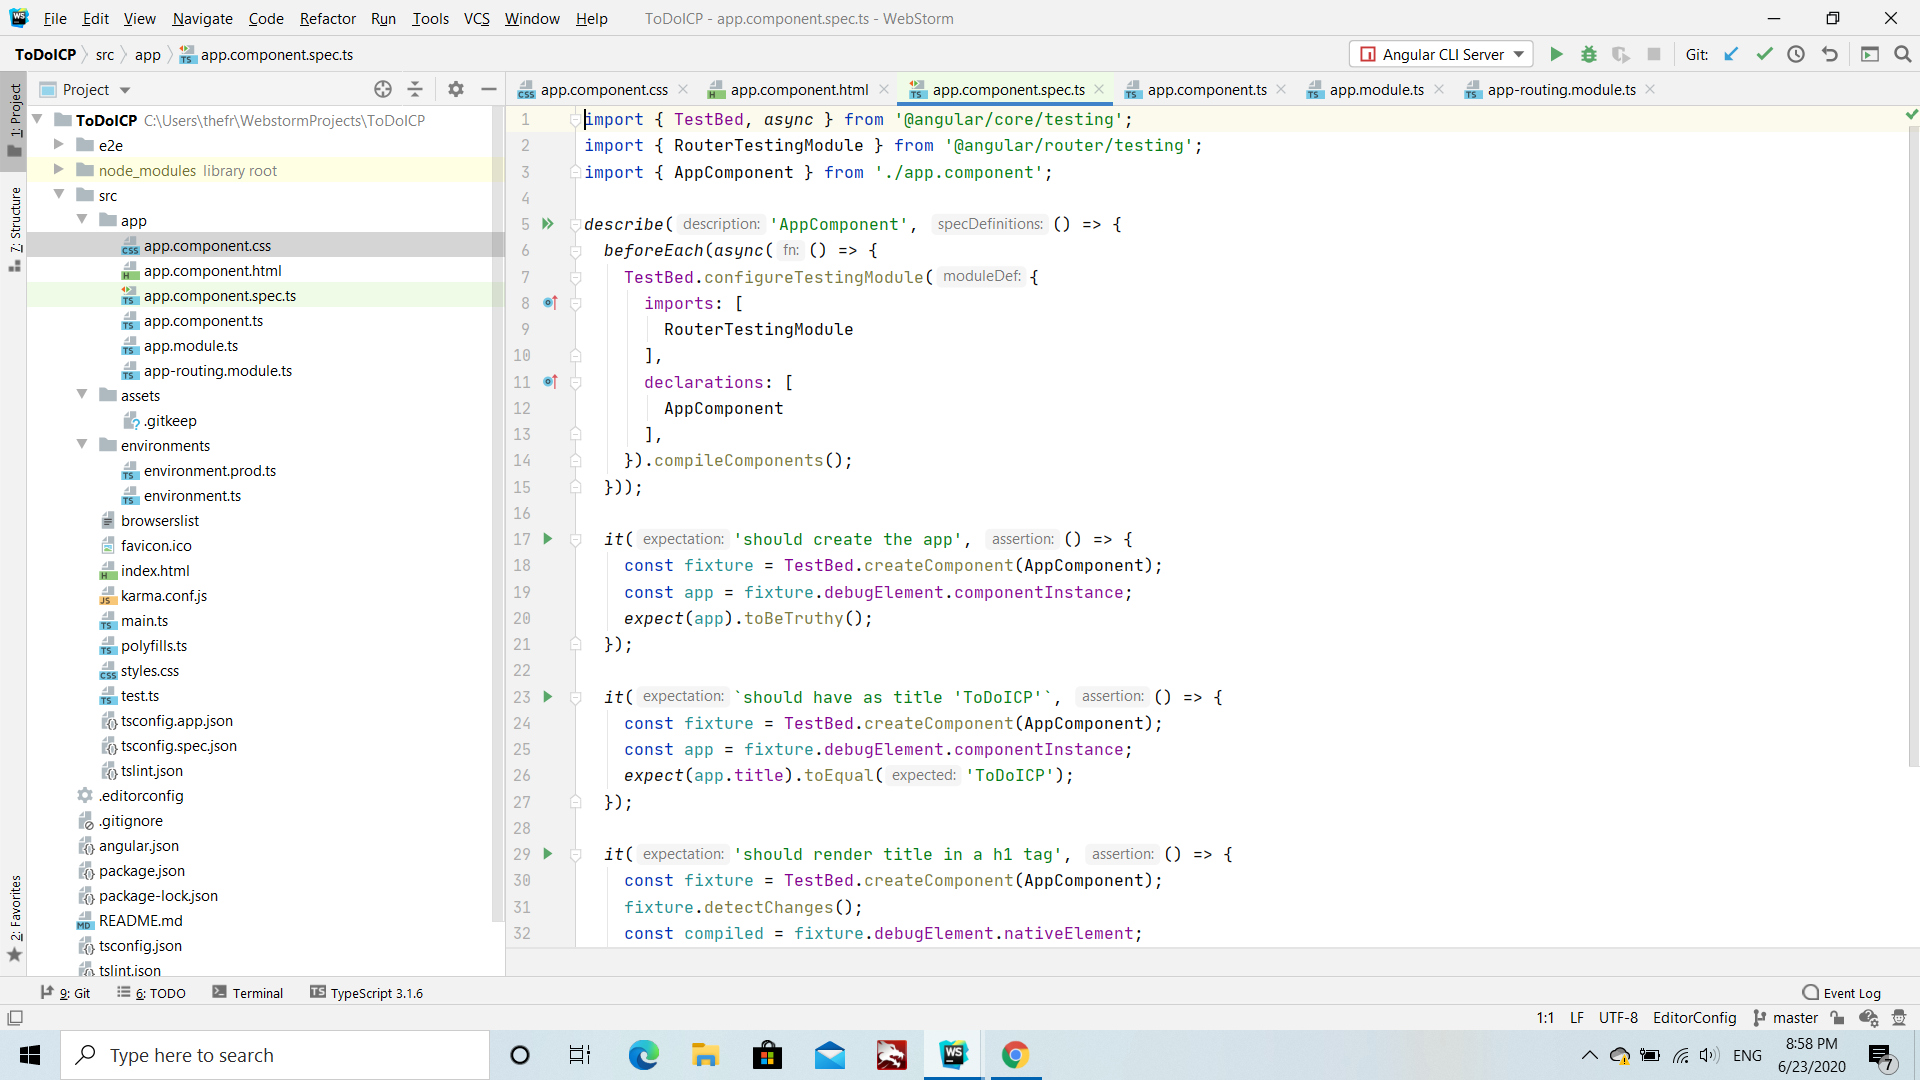 File Edit View Navigate Code Refactor Run Tools VCS Window Help ToDoICP - app.component.spec.ts - WebStorm
ToDoICP src app app.component.spec.ts Angular CLI Server Git:
Project
app.component.css app.component.html app.component.spec.ts app.component.ts app.module.ts app-routing.module.ts
1: Project
7: Structure
2: Favorites
ToDoICP C:\Users\thefr\WebstormProjects\ToDoICP
e2e
node_modules library root
src
app
app.component.css
app.component.html
app.component.spec.ts
app.component.ts
app.module.ts
app-routing.module.ts
assets
.gitkeep
environments
environment.prod.ts
environment.ts
browserslist
favicon.ico
index.html
karma.conf.js
main.ts
polyfills.ts
styles.css
test.ts
tsconfig.app.json
tsconfig.spec.json
tslint.json
.editorconfig
.gitignore
angular.json
package.json
package-lock.json
README.md
tsconfig.json
tslint.json
1 import { TestBed, async } from '@angular/core/testing';
2 import { RouterTestingModule } from '@angular/router/testing';
3 import { AppComponent } from './app.component';
4
5 describe( description: 'AppComponent', specDefinitions: () => {
6 beforeEach(async( fn: () => {
7 TestBed.configureTestingModule( moduleDef: {
8 imports: [
9 RouterTestingModule
10 ],
11 declarations: [
12 AppComponent
13 ],
14 }).compileComponents();
15 }));
16
17 it( expectation: 'should create the app', assertion: () => {
18 const fixture = TestBed.createComponent(AppComponent);
19 const app = fixture.debugElement.componentInstance;
20 expect(app).toBeTruthy();
21 });
22
23 it( expectation: `should have as title 'ToDoICP'`, assertion: () => {
24 const fixture = TestBed.createComponent(AppComponent);
25 const app = fixture.debugElement.componentInstance;
26 expect(app.title).toEqual( expected: 'ToDoICP');
27 });
28
29 it( expectation: 'should render title in a h1 tag', assertion: () => {
30 const fixture = TestBed.createComponent(AppComponent);
31 fixture.detectChanges();
32 const compiled = fixture.debugElement.nativeElement;
9: Git 6: TODO Terminal TypeScript 3.1.6 Event Log
1:1 LF UTF-8 EditorConfig master
Type here to search
ENG
8:58 PM
6/23/2020
7